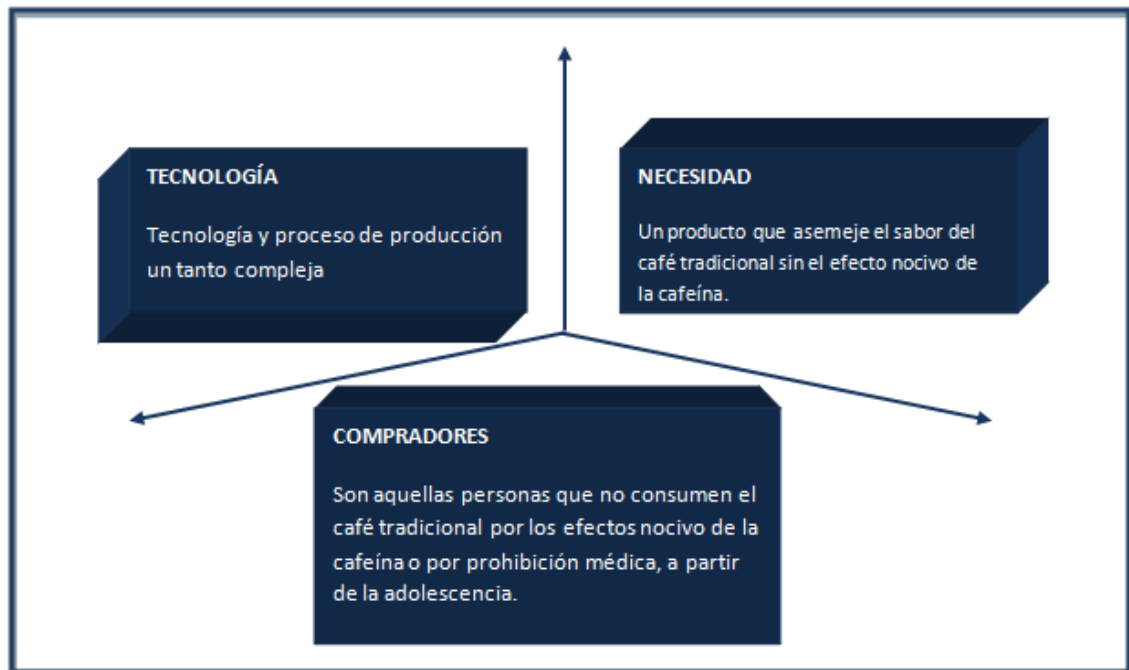 TECNOLOGÍA
Tecnología y proceso de producción
un tanto compleja
NECESIDAD
Un producto que asemeje el sabor del
café tradicional sin el efecto nocivo de
la cafeína.
COMPRADORES
Son aquellas personas que no consumen el
café tradicional por los efectos nocivo de la
cafeína o por prohibición médica, a partir
de la adolescencia.